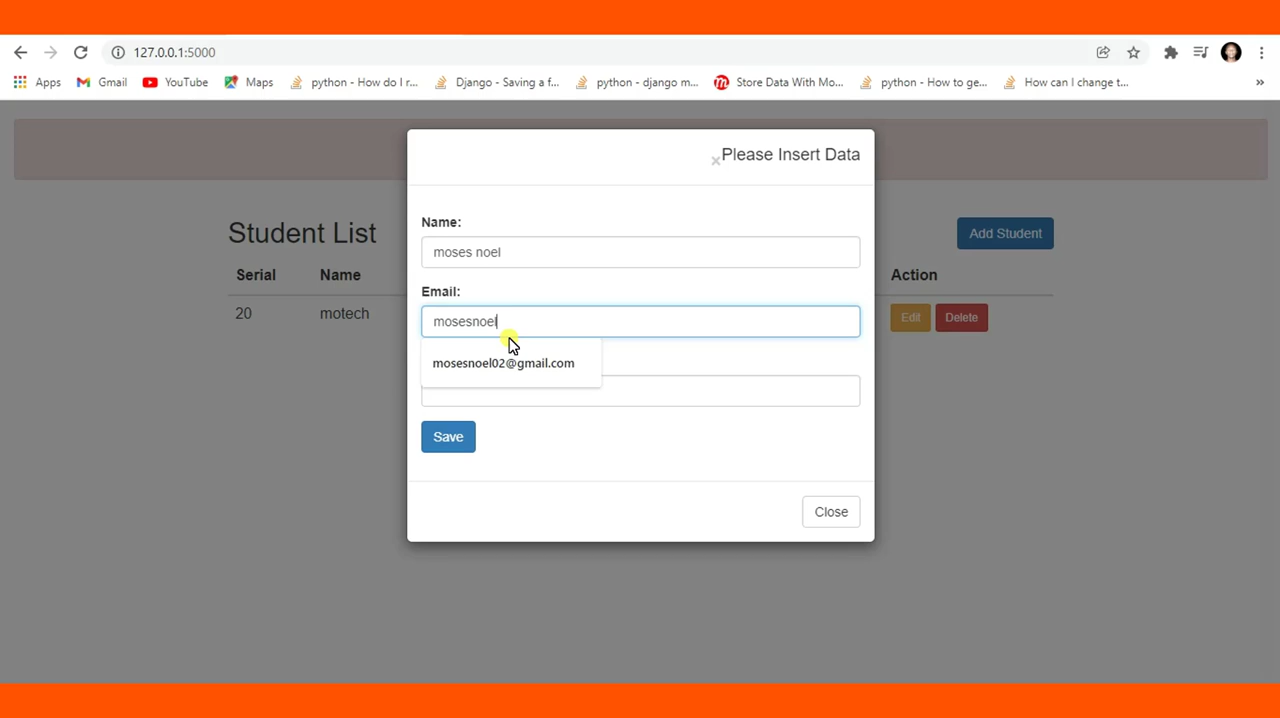 127.0.0.1:5000
Apps Gmail YouTube Maps python - How do I r... Django - Saving a f... python - django m... Store Data With Mo... python - How to ge... How can I change t... »
×Please Insert Data
Name:
moses noel
Student List
Add Student
Serial Name Action
Email:
20 motech Edit Delete
mosesnoel
mosesnoel02@gmail.com
Save
Close